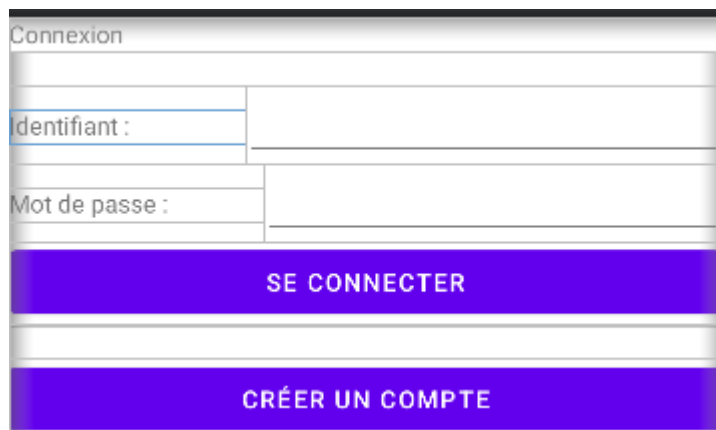 Connexion
Identifiant :
Mot de passe :
SE CONNECTER
CRÉER UN COMPTE